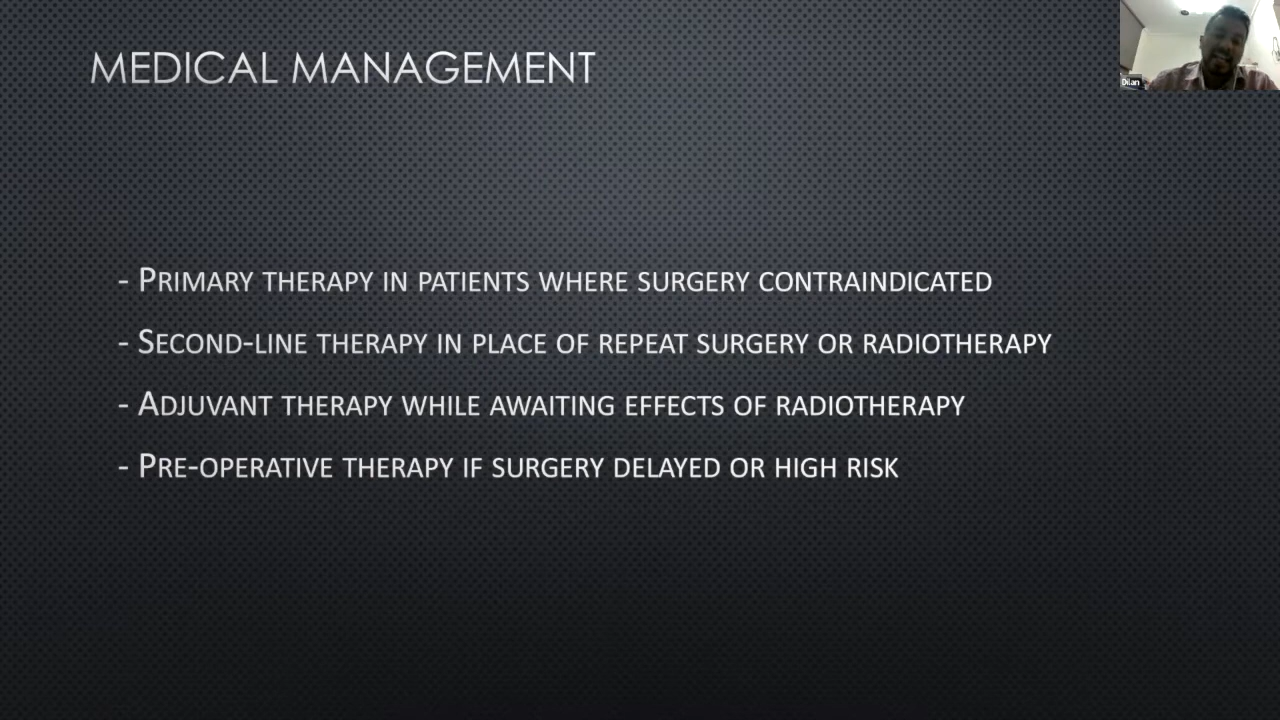 MEDICAL MANAGEMENT
Dilan
- PRIMARY THERAPY IN PATIENTS WHERE SURGERY CONTRAINDICATED
- SECOND-LINE THERAPY IN PLACE OF REPEAT SURGERY OR RADIOTHERAPY
- ADJUVANT THERAPY WHILE AWAITING EFFECTS OF RADIOTHERAPY
- PRE-OPERATIVE THERAPY IF SURGERY DELAYED OR HIGH RISK